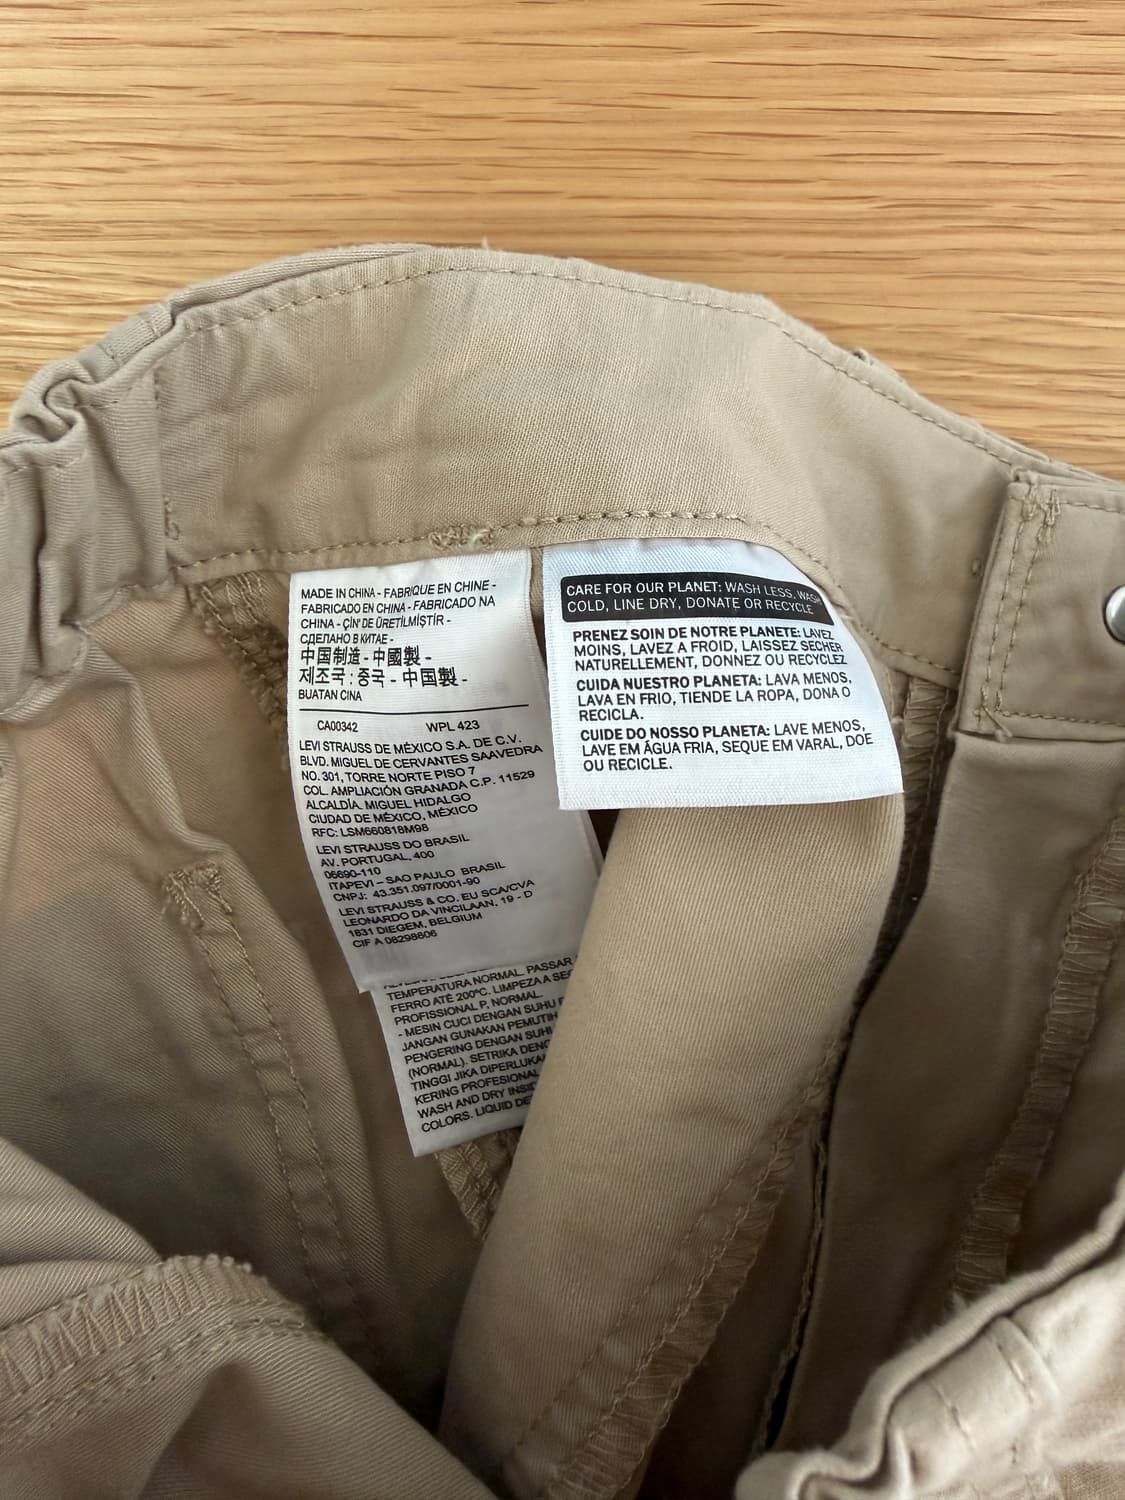 MADE IN CHINA - FABRIQUE EN CHINE -
FABRICADO EN CHINA - FABRICADO NA
CHINA - ÇİN'DE ÜRETİLMİŞTİR -
СДЕЛАНО В КИТАЕ -
中国制造 - 中國製 -
제조국 : 중국 - 中国製 -
BUATAN CINA
CA00342 WPL 423
LEVI STRAUSS DE MÉXICO S.A. DE C.V.
BLVD. MIGUEL DE CERVANTES SAAVEDRA
NO. 301, TORRE NORTE PISO 7
COL. AMPLIACIÓN GRANADA C.P. 11529
ALCALDÍA. MIGUEL HIDALGO
CIUDAD DE MÉXICO, MÉXICO
RFC: LSM660818M98
LEVI STRAUSS DO BRASIL
AV. PORTUGAL, 400
06690-110
ITAPEVI – SAO PAULO BRASIL
CNPJ: 43.351.097/0001-90
LEVI STRAUSS & CO. EU SCA/CVA
LEONARDO DA VINCILAAN, 19 - D
1831 DIEGEM, BELGIUM
CIF A 08298606
TEMPERATURA NORMAL. PASSAR
FERRO ATÉ 200ºC. LIMPEZA A
PROFISSIONAL P. NORMAL.
- MESIN CUCI DENGAN SUHU
JANGAN GUNAKAN
PENGERING DENGAN
(NORMAL). SETRIKA
TINGGI JIKA
KERING
WASH AND DRY
COLORS. LIQUID
CARE FOR OUR PLANET: WASH LESS, WASH
COLD, LINE DRY, DONATE OR RECYCLE
PRENEZ SOIN DE NOTRE PLANETE: LAVEZ
MOINS, LAVEZ A FROID, LAISSEZ SECHER
NATURELLEMENT, DONNEZ OU RECYCLEZ
CUIDA NUESTRO PLANETA: LAVA MENOS,
LAVA EN FRIO, TIENDE LA ROPA, DONA O
RECICLA.
CUIDE DO NOSSO PLANETA: LAVE MENOS,
LAVE EM ÁGUA FRIA, SEQUE EM VARAL, DOE
OU RECICLE.